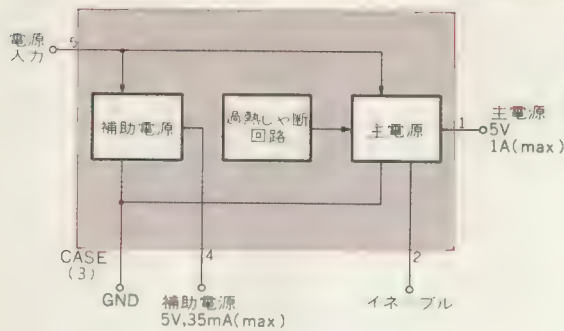 電源
入力
5
補助電源
過熱しゃ断
回路
主電源
1
主電源
5V
1A(max)
CASE
(3)
4
2
GND
補助電源
5V,35mA(max)
イネーブル